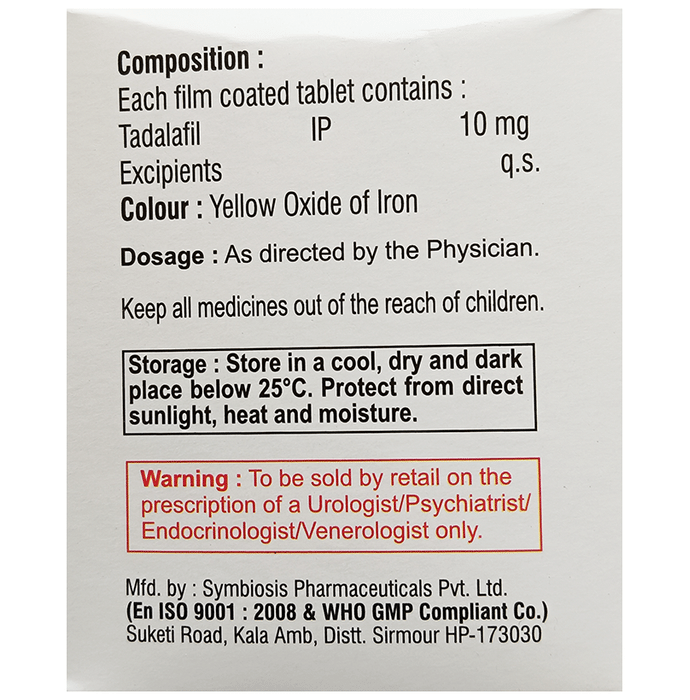 Composition :
Each film coated tablet contains :
Tadalafil IP 10 mg
Excipients q.s.
Colour : Yellow Oxide of Iron
Dosage : As directed by the Physician.
Keep all medicines out of the reach of children.
Storage : Store in a cool, dry and dark
place below 25°C. Protect from direct
sunlight, heat and moisture.
Warning : To be sold by retail on the
prescription of a Urologist/Psychiatrist/
Endocrinologist/Venerologist only.
Mfd. by : Symbiosis Pharmaceuticals Pvt. Ltd.
(En ISO 9001 : 2008 & WHO GMP Compliant Co.)
Suketi Road, Kala Amb, Distt. Sirmour HP-173030